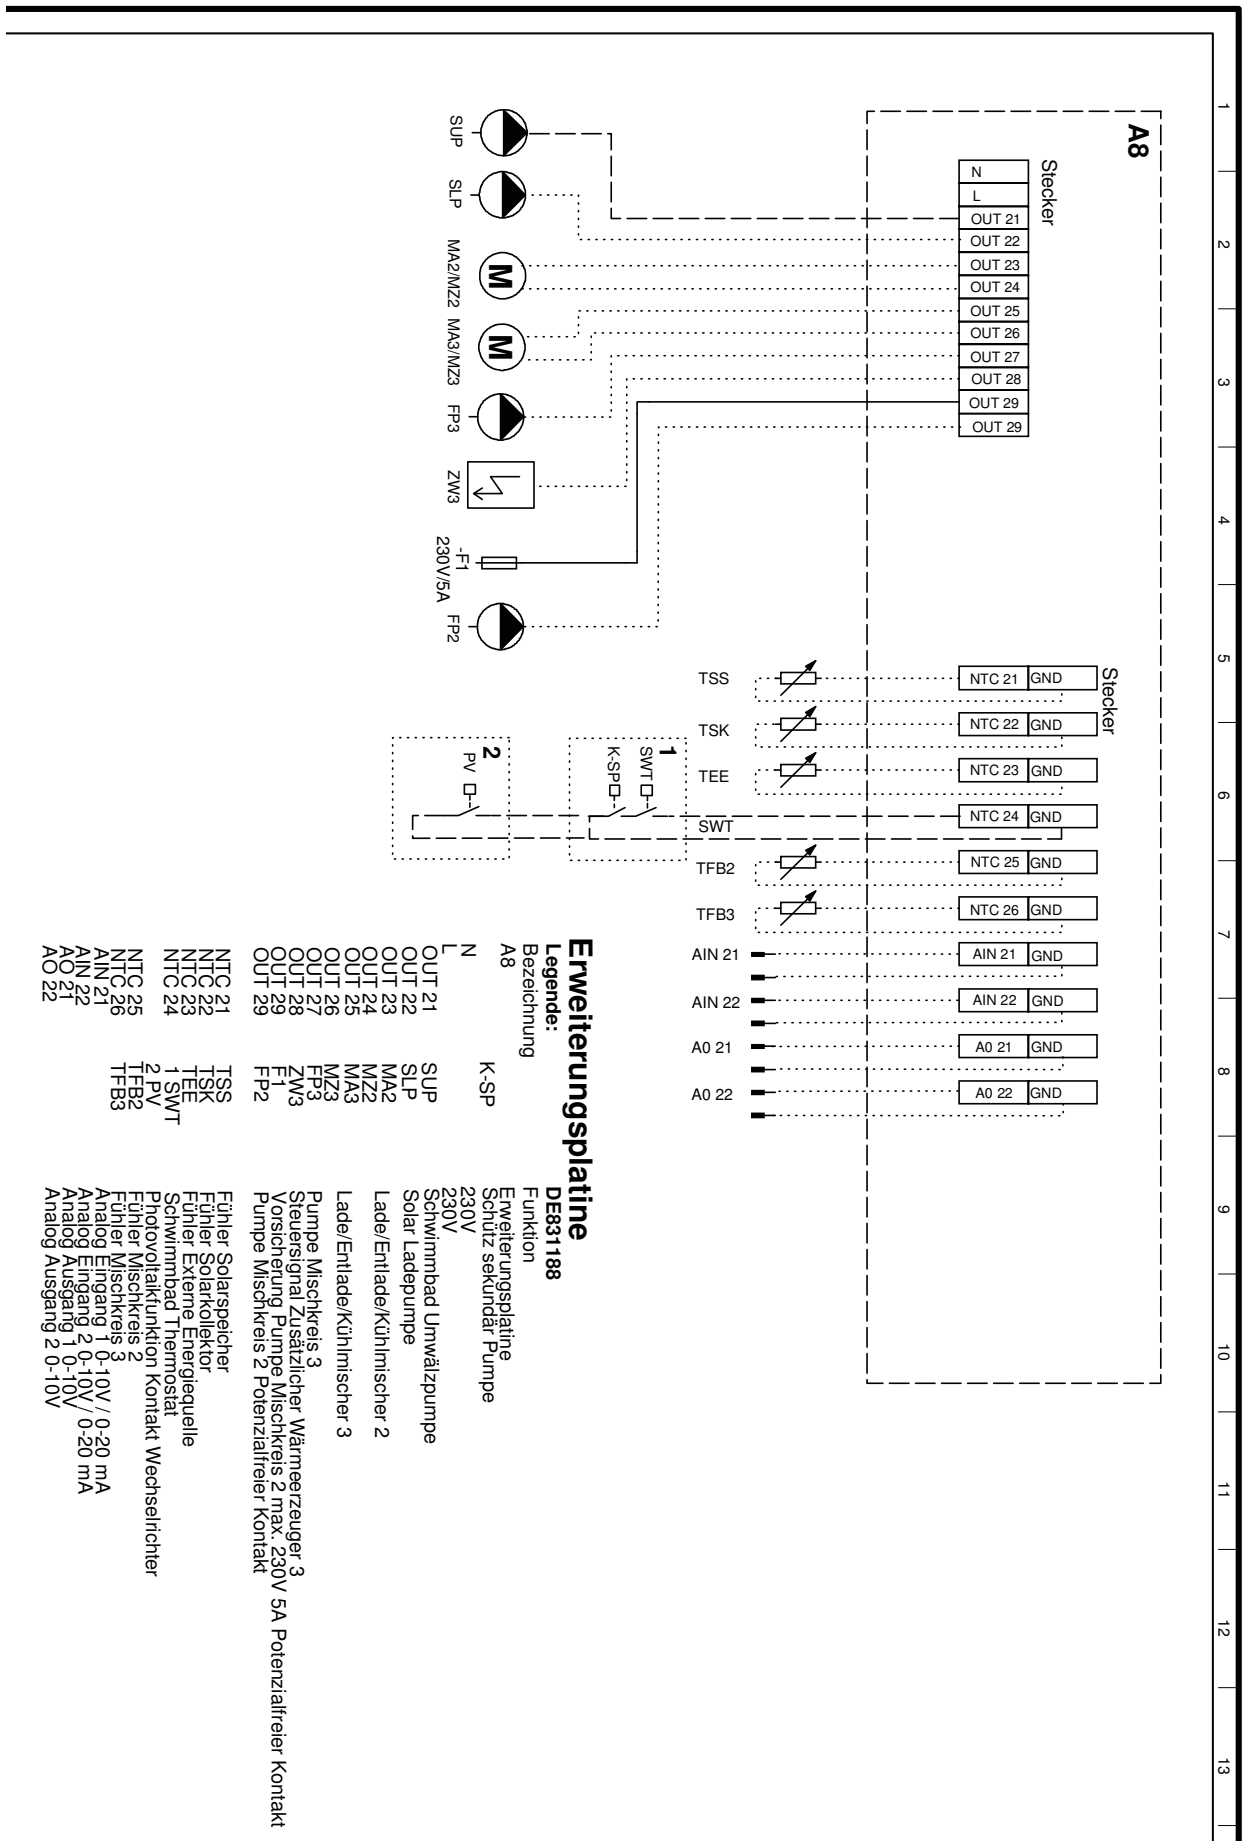 1
2
3
4
5
6
7
8
9
10
11
12
13
A8
Stecker
N
L
OUT 21
OUT 22
OUT 23
OUT 24
OUT 25
OUT 26
OUT 27
OUT 28
OUT 29
OUT 29
SUP
SLP
MA2/MZ2
MA3/MZ3
FP3
ZW3
-F1
230V/5A
FP2
Stecker
NTC 21 GND
NTC 22 GND
NTC 23 GND
NTC 24 GND
NTC 25 GND
NTC 26 GND
AIN 21 GND
AIN 22 GND
A0 21 GND
A0 22 GND
TSS
TSK
TEE
SWT
TFB2
TFB3
AIN 21
AIN 22
A0 21
A0 22
1
SWT
K-SP
2
PV
Erweiterungsplatine
Legende: DE831188
Bezeichnung Funktion
A8 Erweiterungsplatine
K-SP Schütz sekundär Pumpe
N 230V
L 230V
OUT 21 SUP Schwimmbad Umwälzpumpe
OUT 22 SLP Solar Ladepumpe
OUT 23 MA2
OUT 24 MZ2 Lade/Entlade/Kühlmischer 2
OUT 25 MA3
OUT 26 MZ3 Lade/Entlade/Kühlmischer 3
OUT 27 FP3 Pumpe Mischkreis 3
OUT 28 ZW3 Steuersignal Zusätzlicher Wärmeerzeuger 3
OUT 29 F1 Vorsicherung Pumpe Mischkreis 2 max. 230V 5A Potenzialfreier Kontakt
OUT 29 FP2 Pumpe Mischkreis 2 Potenzialfreier Kontakt
NTC 21 TSS Fühler Solarspeicher
NTC 22 TSK Fühler Solarkollektor
NTC 23 TEE Fühler Externe Energiequelle
NTC 24 1 SWT Schwimmbad Thermostat
2 PV Photovoltaikfunktion Kontakt Wechselrichter
NTC 25 TFB2 Fühler Mischkreis 2
NTC 26 TFB3 Fühler Mischkreis 3
AIN 21 Analog Eingang 1 0-10V / 0-20 mA
AIN 22 Analog Eingang 2 0-10V / 0-20 mA
AO 21 Analog Ausgang 1 0-10V
AO 22 Analog Ausgang 2 0-10V